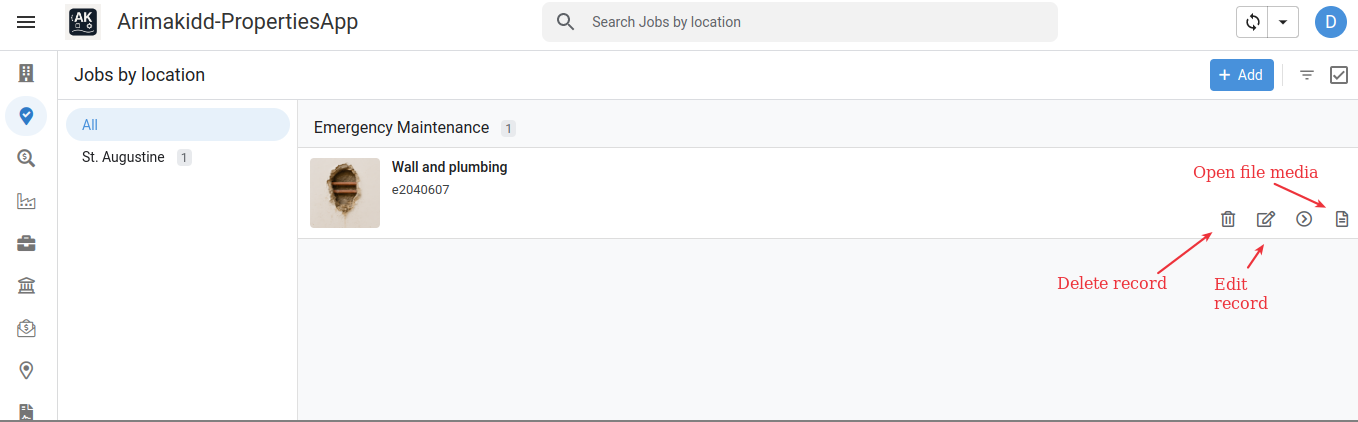 AK
Arimakidd-PropertiesApp
Search Jobs by location
D
Jobs by location
+ Add
All
St. Augustine 1
Emergency Maintenance 1
Wall and plumbing
e2040607
Open file media
Delete record
Edit
record